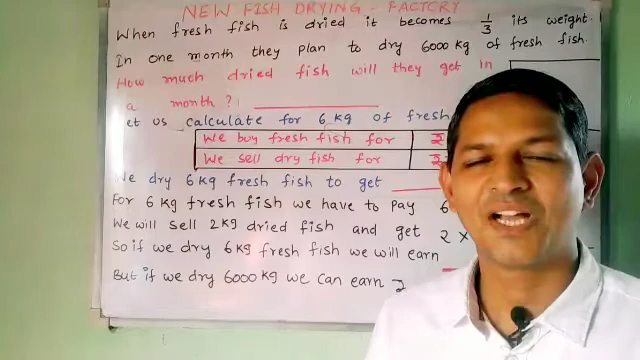 NEW FISH DRYING - FACTORY
When fresh fish is dried it becomes 1/3 its weight.
In one month they plan to dry 6000 kg of fresh fish.
How much dried fish will they get in
a month? ____________
et us calculate for 6 kg of fresh
We buy fresh fish for ₹
We sell dry fish for ₹
We dry 6 kg fresh fish to get ______
For 6 kg fresh fish we have to pay 6
We will sell 2 kg dried fish and get 2 ×
So if we dry 6 kg fresh fish we will earn
But if we dry 6000 kg we can earn ₹